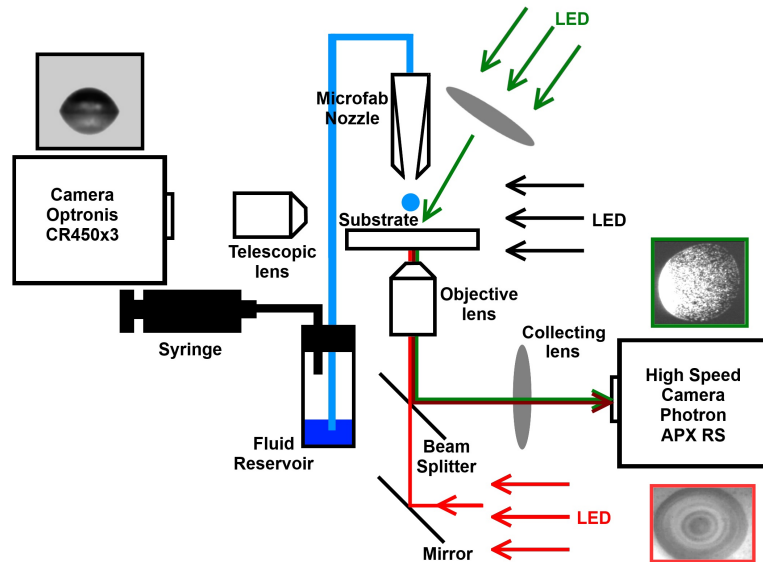 LED
Microfab
Nozzle
Camera
Optronis
CR450x3
Substrate
LED
Telescopic
lens
Objective
lens
Syringe
Collecting
lens
High Speed
Camera
Photron
APX RS
Fluid
Reservoir
Beam
Splitter
LED
Mirror